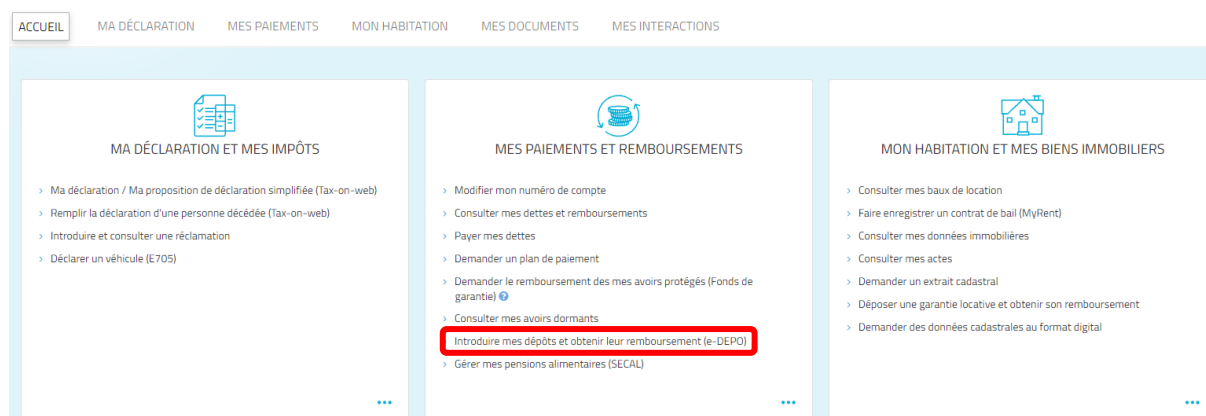 ACCUEIL MA DÉCLARATION MES PAIEMENTS MON HABITATION MES DOCUMENTS MES INTERACTIONS
MA DÉCLARATION ET MES IMPÔTS
Ma déclaration / Ma proposition de déclaration simplifiée (Tax-on-web)
Remplir la déclaration d'une personne décédée (Tax-on-web)
Introduire et consulter une réclamation
Déclarer un véhicule (E705)
MES PAIEMENTS ET REMBOURSEMENTS
Modifier mon numéro de compte
Consulter mes dettes et remboursements
Payer mes dettes
Demander un plan de paiement
Demander le remboursement des mes avoirs protégés (Fonds de
garantie)
Consulter mes avoirs dormants
Introduire mes dépôts et obtenir leur remboursement (e-DEPO)
Gérer mes pensions alimentaires (SECAL)
MON HABITATION ET MES BIENS IMMOBILIERS
Consulter mes baux de location
Faire enregistrer un contrat de bail (MyRent)
Consulter mes données immobilières
Consulter mes actes
Demander un extrait cadastral
Déposer une garantie locative et obtenir son remboursement
Demander des données cadastrales au format digital